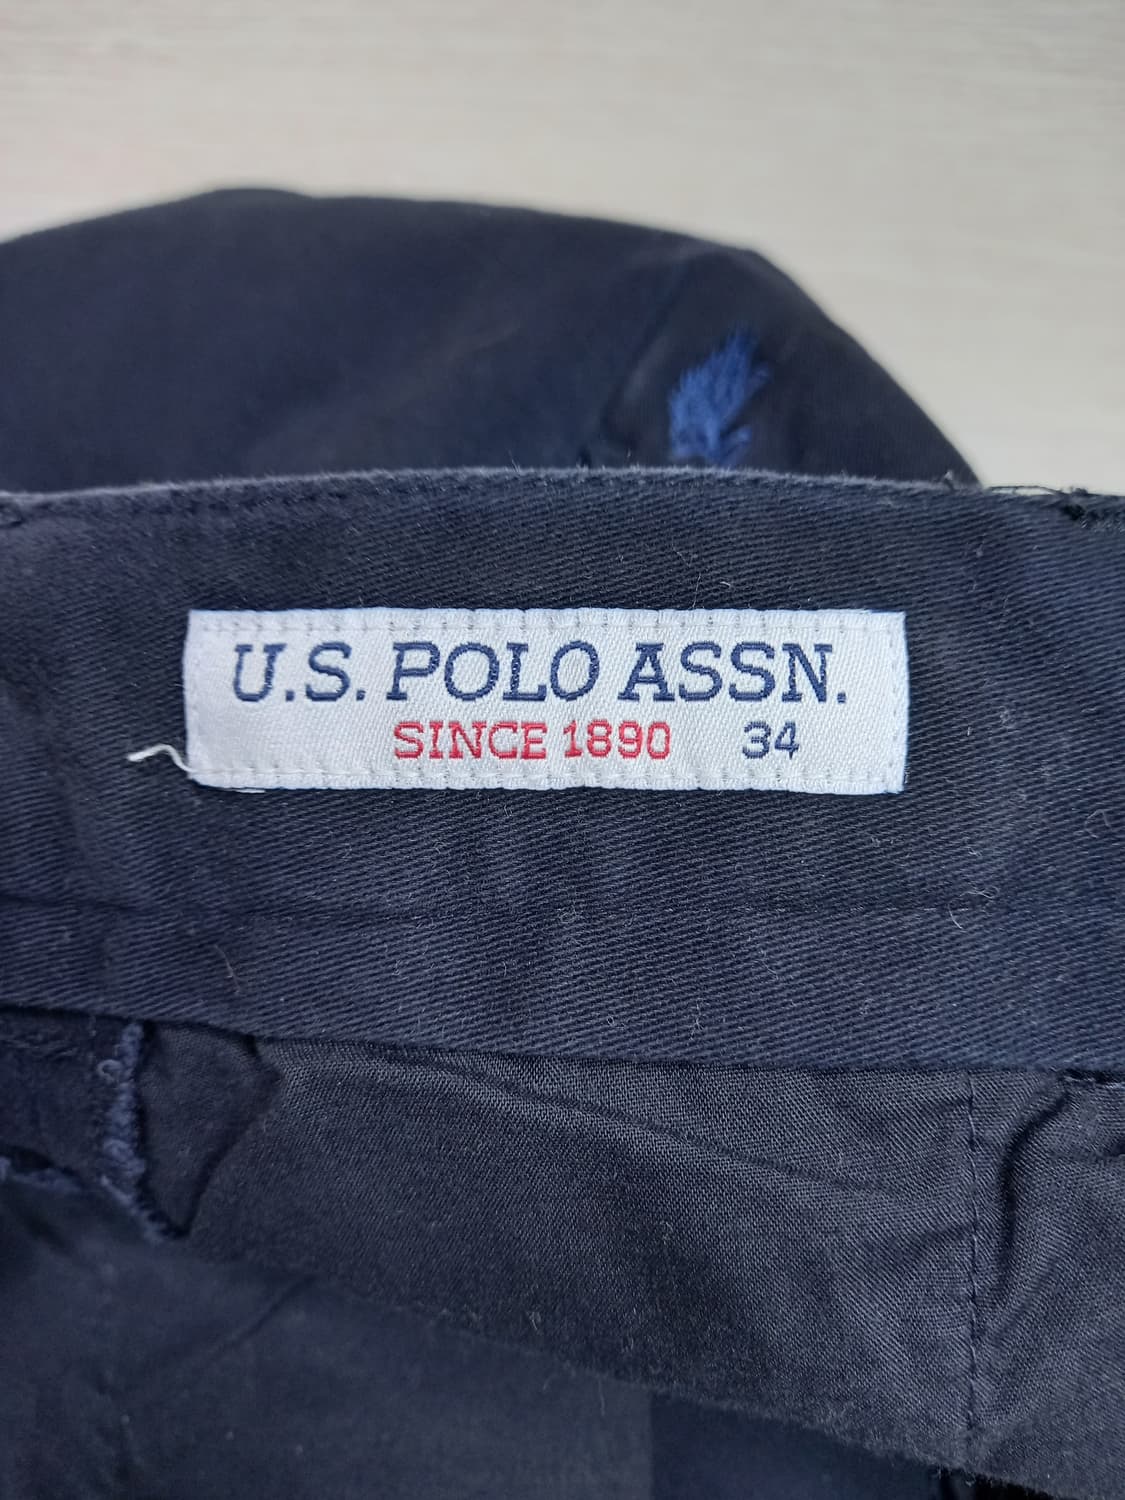 U.S. POLO ASSN.
SINCE 1890 34